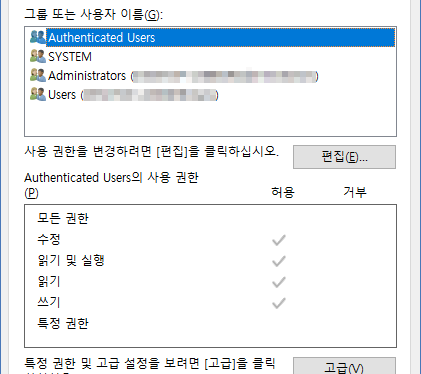 그룹 또는 사용자 이름(G):
Authenticated Users
SYSTEM
Administrators (
)
Users (
)
사용 권한을 변경하려면 [편집]을 클릭하십시오.
편집(E)...
Authenticated Users의 사용 권한
(P)
허용
거부
모든 권한
수정
읽기 및 실행
읽기
쓰기
특정 권한
특정 권한 및 고급 설정을 보려면 [고급]을 클릭
고급(V)